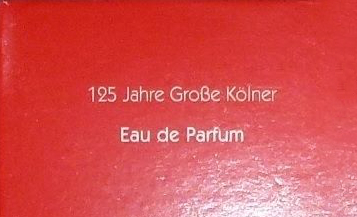 125 Jahre Große Kölner
Eau de Parfum